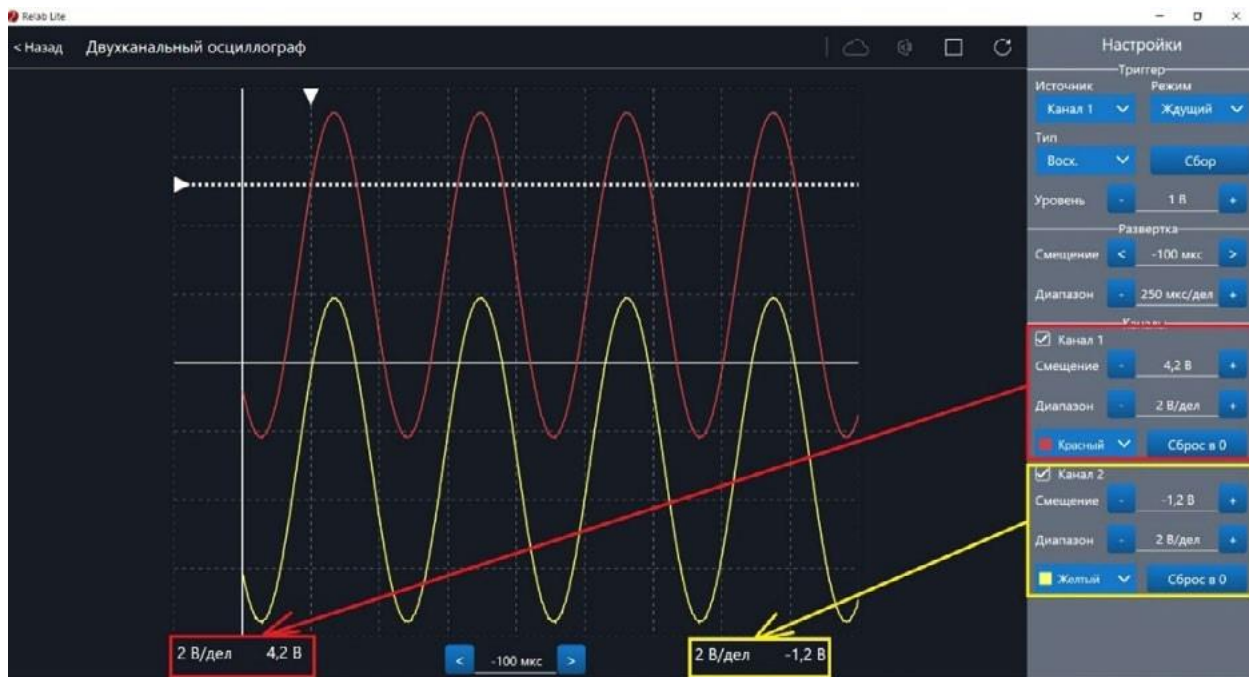 Relab Lite
< Назад Двухканальный осциллограф
Настройки
Триггер
Источник Режим
Канал 1 Ждущий
Тип
Восх. Сбор
Уровень - 1 В +
Развертка
Смещение < -100 мкс >
Диапазон - 250 мкс/дел +
Каналы
Канал 1
Смещение - 4,2 В +
Диапазон - 2 В/дел +
Красный Сброс в 0
Канал 2
Смещение - -1,2 В +
Диапазон - 2 В/дел +
Желтый Сброс в 0
2 В/дел 4,2 В < -100 мкс > 2 В/дел -1,2 В